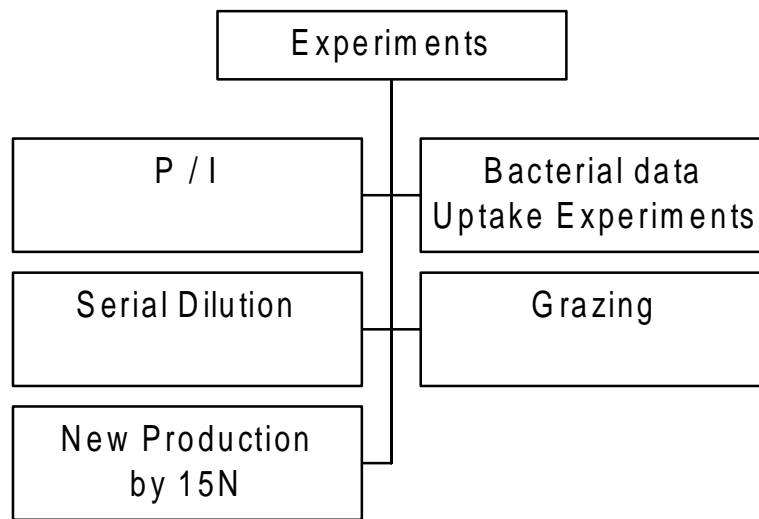 Experiments
P / I
Bacterial data
Uptake Experiments
Serial Dilution
Grazing
New Production
by 15N